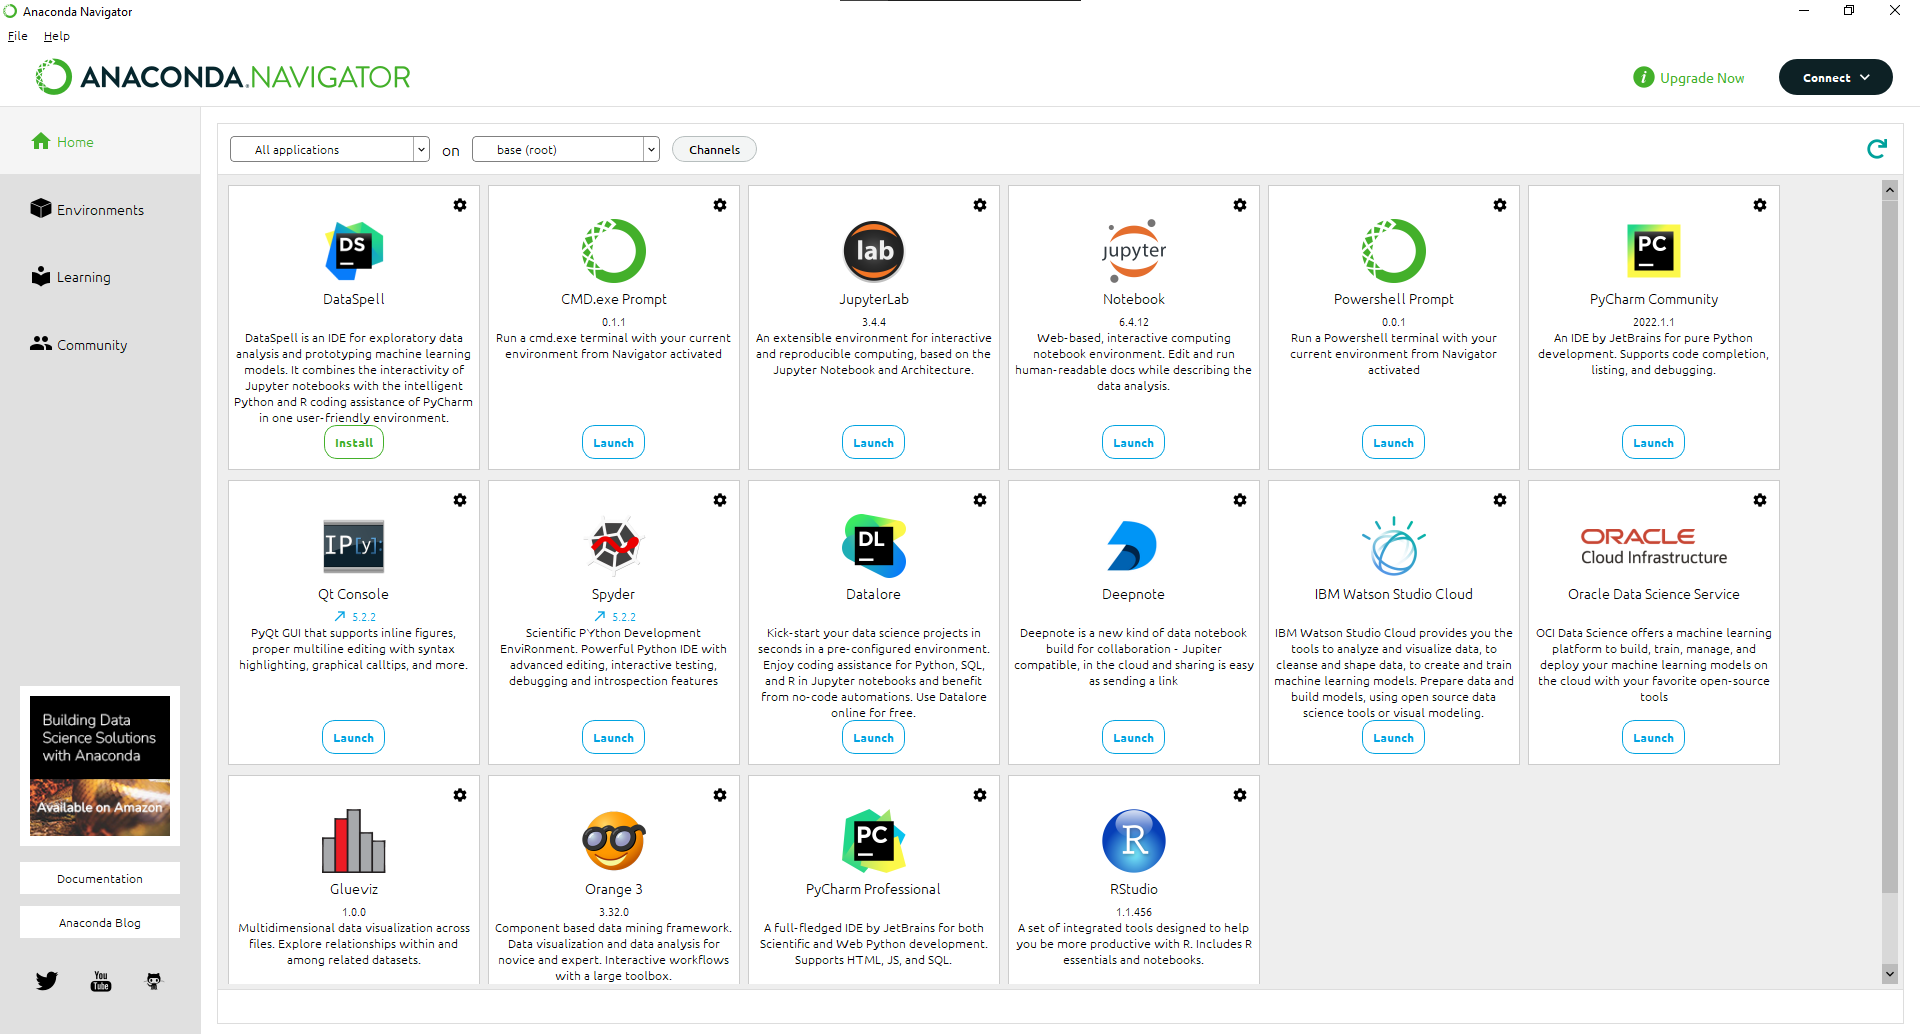 Anaconda Navigator
File Help
ANACONDA.NAVIGATOR
Upgrade Now
Connect
Home
Environments
Learning
Community
All applications on base (root) Channels
DS
DataSpell
DataSpell is an IDE for exploratory data
analysis and prototyping machine learning
models. It combines the interactivity of
Jupyter notebooks with the intelligent
Python and R coding assistance of PyCharm
in one user-friendly environment.
Install
CMD.exe Prompt
0.1.1
Run a cmd.exe terminal with your current
environment from Navigator activated
Launch
lab
JupyterLab
3.4.4
An extensible environment for interactive
and reproducible computing, based on the
Jupyter Notebook and Architecture.
Launch
jupyter
Notebook
6.4.12
Web-based, interactive computing
notebook environment. Edit and run
human-readable docs while describing the
data analysis.
Launch
Powershell Prompt
0.0.1
Run a Powershell terminal with your
current environment from Navigator
activated
Launch
PC
PyCharm Community
2022.1.1
An IDE by JetBrains for pure Python
development. Supports code completion,
listing, and debugging.
Launch
IP[y]:
Qt Console
5.2.2
PyQt GUI that supports inline figures,
proper multiline editing with syntax
highlighting, graphical calltips, and more.
Launch
Spyder
5.2.2
Scientific PYthon Development
EnviRonment. Powerful Python IDE with
advanced editing, interactive testing,
debugging and introspection features
Launch
DL
Datalore
Kick-start your data science projects in
seconds in a pre-configured environment.
Enjoy coding assistance for Python, SQL,
and R in Jupyter notebooks and benefit
from no-code automations. Use Datalore
online for free.
Launch
Deepnote
Deepnote is a new kind of data notebook
build for collaboration - Jupiter
compatible, in the cloud and sharing is easy
as sending a link
Launch
IBM Watson Studio Cloud
IBM Watson Studio Cloud provides you the
tools to analyze and visualize data, to
cleanse and shape data, to create and train
machine learning models. Prepare data and
build models, using open source data
science tools or visual modeling.
Launch
ORACLE
Cloud Infrastructure
Oracle Data Science Service
OCI Data Science offers a machine learning
platform to build, train, manage, and
deploy your machine learning models on
the cloud with your favorite open-source
tools
Launch
Glueviz
1.0.0
Multidimensional data visualization across
files. Explore relationships within and
among related datasets.
Orange 3
3.32.0
Component based data mining framework.
Data visualization and data analysis for
novice and expert. Interactive workflows
with a large toolbox.
PC
PyCharm Professional
A full-fledged IDE by JetBrains for both
Scientific and Web Python development.
Supports HTML, JS, and SQL.
R
RStudio
1.1.456
A set of integrated tools designed to help
you be more productive with R. Includes R
essentials and notebooks.
Building Data
Science Solutions
with Anaconda
Available on Amazon
Documentation
Anaconda Blog
You
Tube